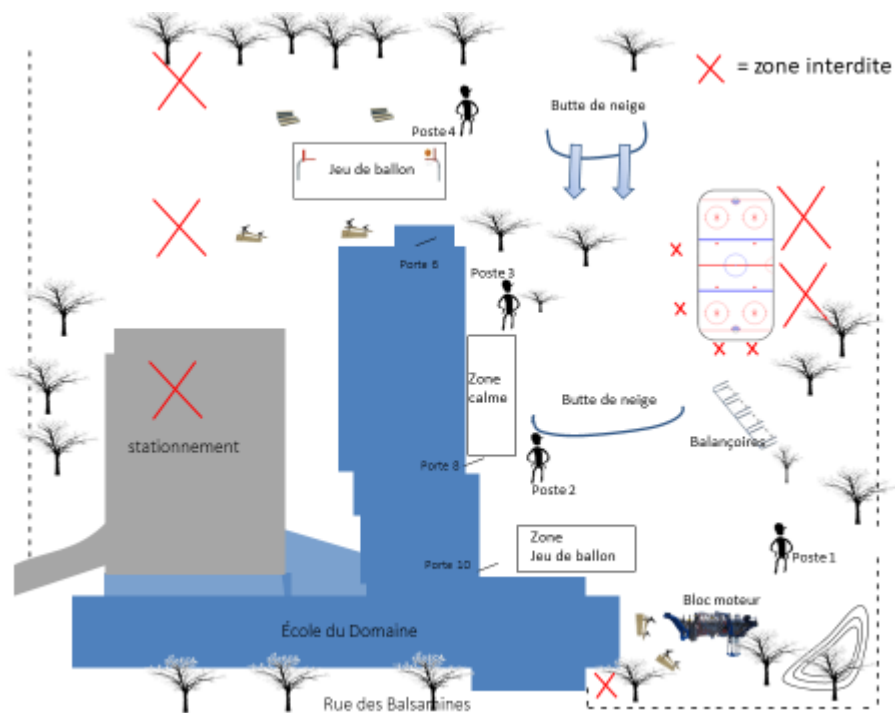 = zone interdite
Butte de neige
Poste 4
Jeu de ballon
Porte 6
Poste 3
Zone
calme
Butte de neige
stationnement
Balançoires
Porte 8
Poste 2
Zone
Jeu de ballon
Poste 1
Porte 10
Bloc moteur
École du Domaine
Rue des Balsamines